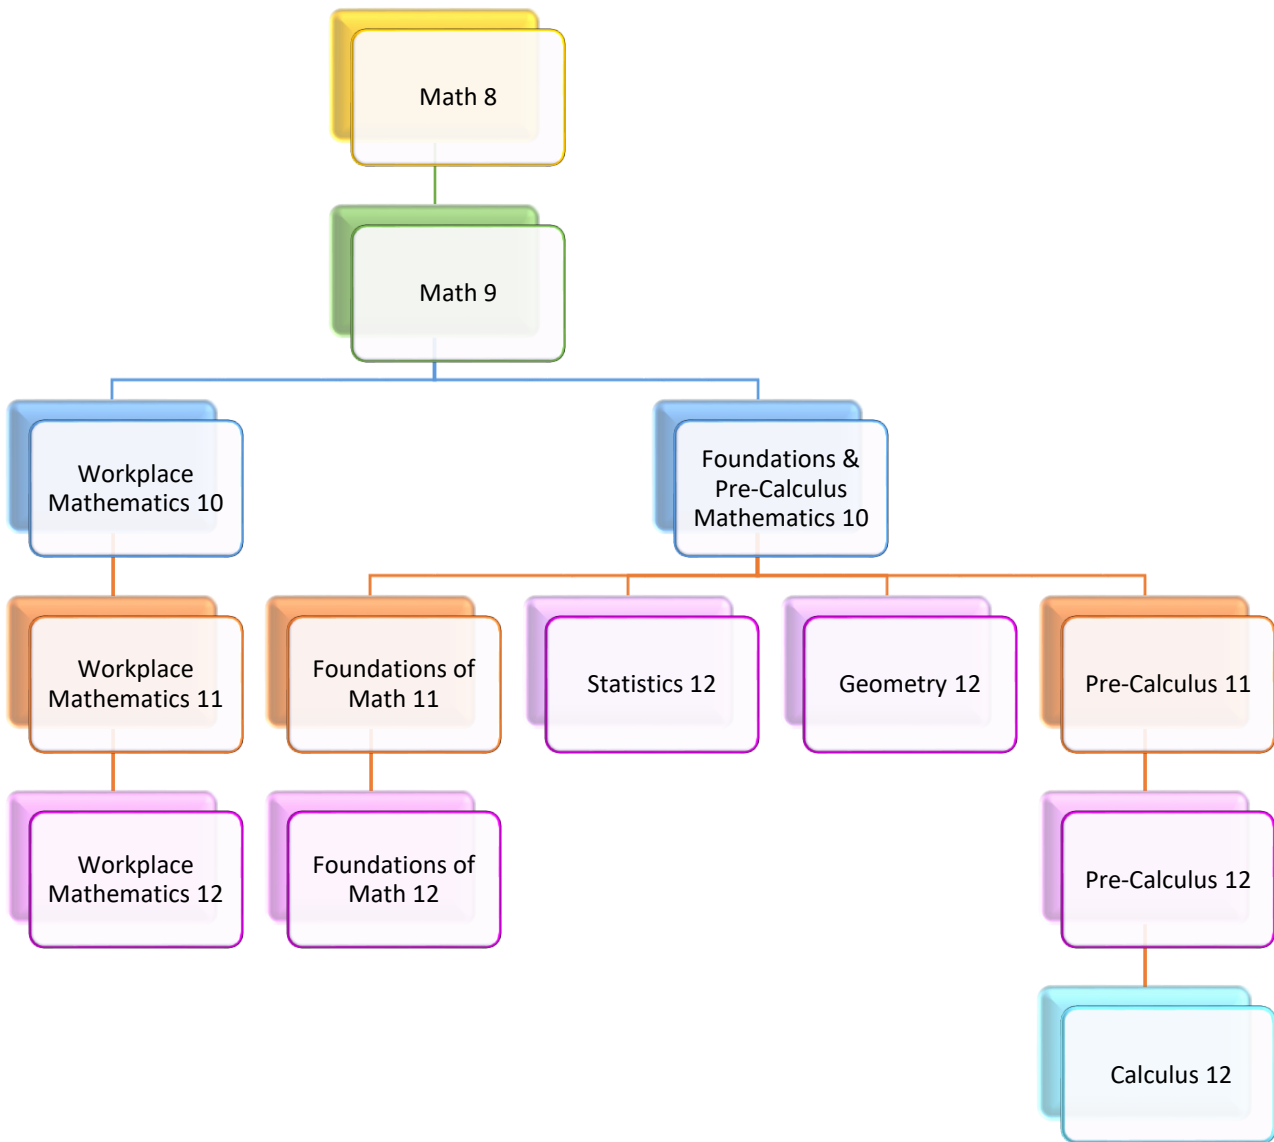 Math 8
Math 9
Workplace
Mathematics 10
Foundations &
Pre-Calculus
Mathematics 10
Workplace
Mathematics 11
Foundations of
Math 11
Statistics 12
Geometry 12
Pre-Calculus 11
Workplace
Mathematics 12
Foundations of
Math 12
Pre-Calculus 12
Calculus 12